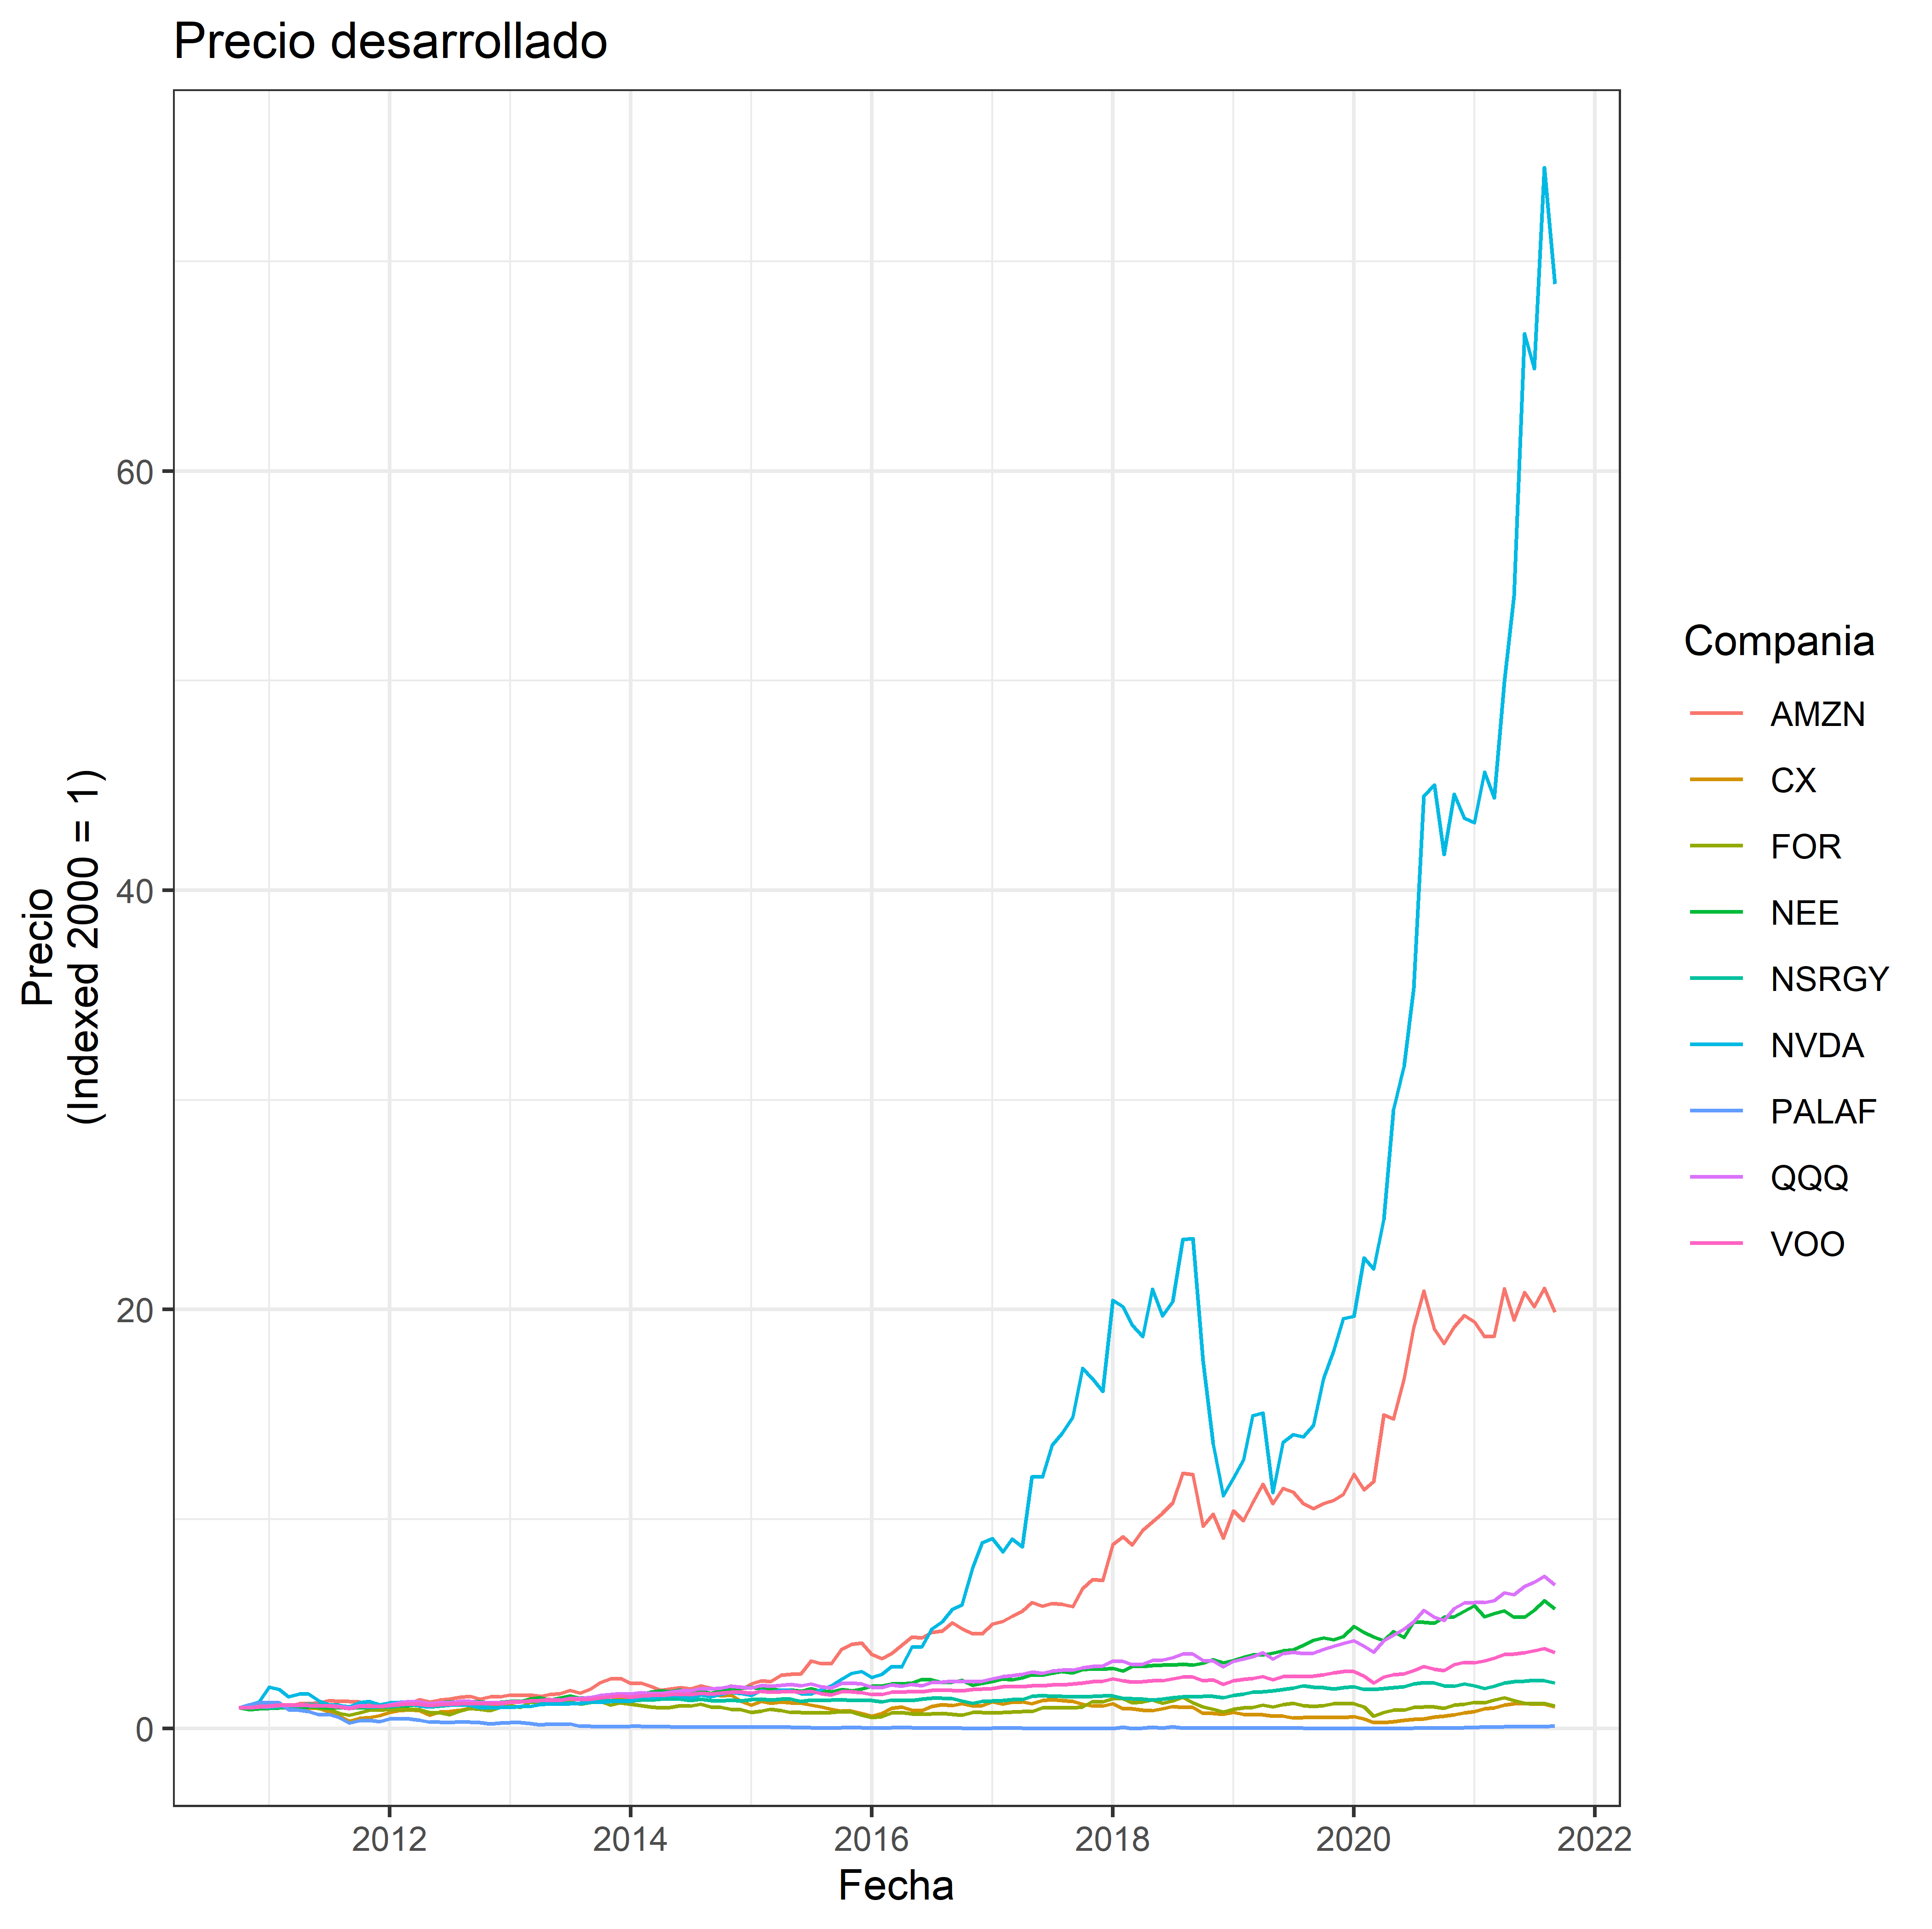 Precio desarrollado
Precio
(Indexed 2000 = 1)
60
40
20
0
2012
2014
2016
2018
2020
2022
Fecha
Compania
AMZN
CX
FOR
NEE
NSRGY
NVDA
PALAF
QQQ
VOO